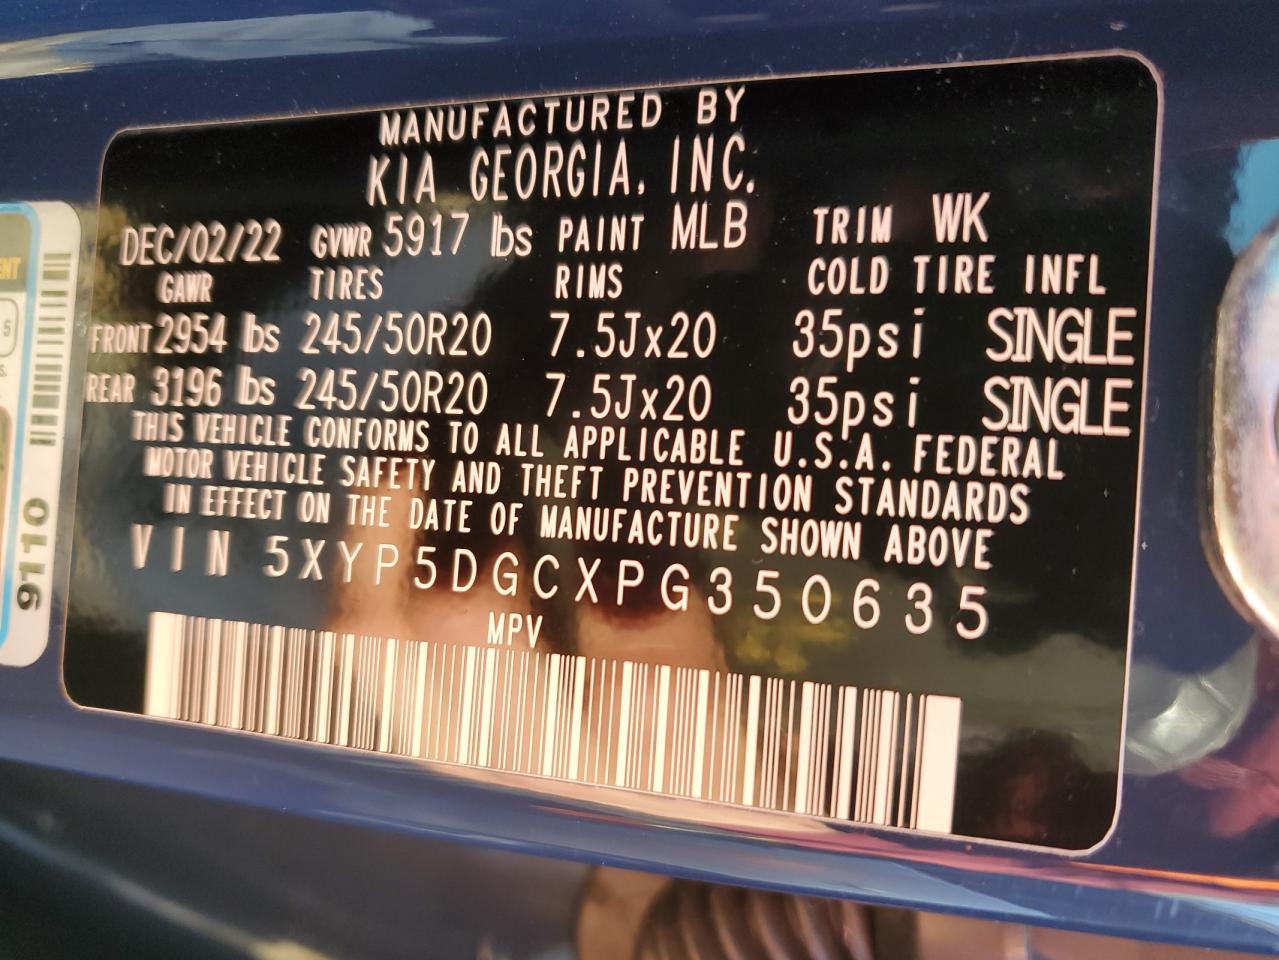 MANUFACTURED BY
KIA GEORGIA, INC.
DEC/02/22 GVWR 5917 lbs PAINT MLB TRIM WK
GAWR TIRES RIMS COLD TIRE INFL
FRONT 2954 lbs 245/50R20 7.5Jx20 35psi SINGLE
REAR 3196 lbs 245/50R20 7.5Jx20 35psi SINGLE
THIS VEHICLE CONFORMS TO ALL APPLICABLE U.S.A. FEDERAL
MOTOR VEHICLE SAFETY AND THEFT PREVENTION STANDARDS
IN EFFECT ON THE DATE OF MANUFACTURE SHOWN ABOVE
VIN 5XYP5DGCXPG350635
MPV
9110
5